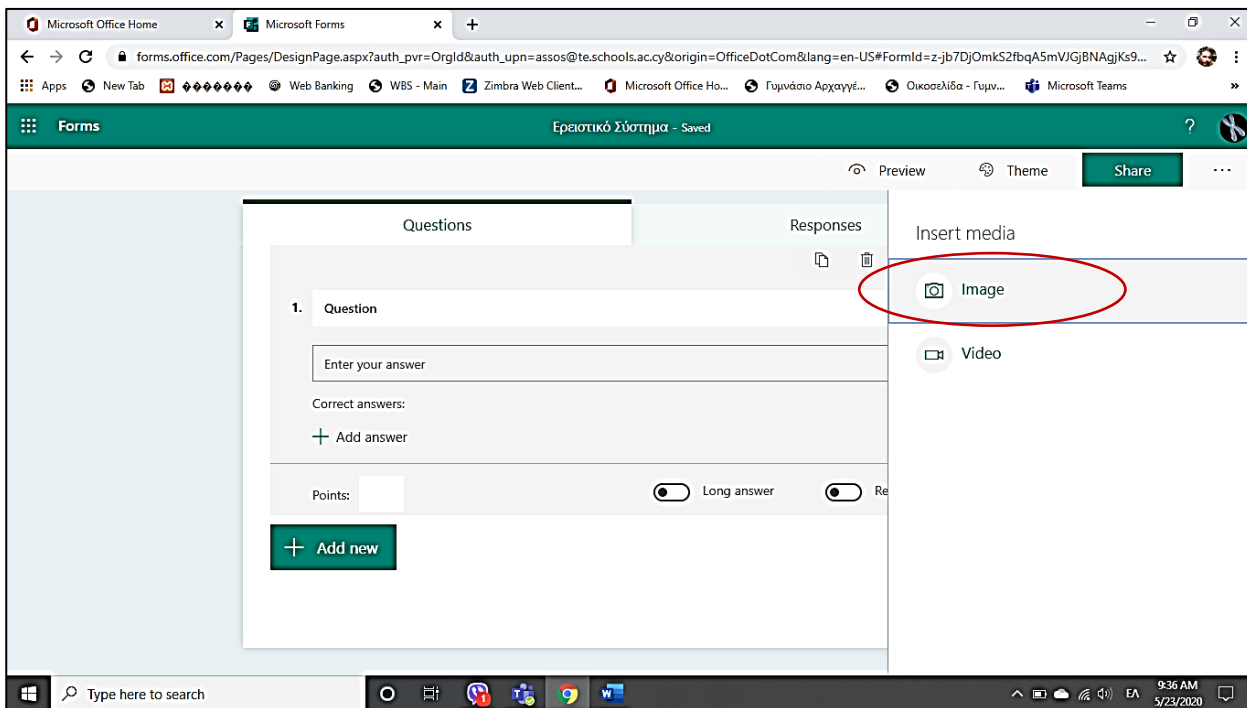 Microsoft Office Home × Microsoft Forms × +
forms.office.com/Pages/DesignPage.aspx?auth_pvr=OrgId&auth_upn=assos@te.schools.ac.cy&origin=OfficeDotCom&lang=en-US#FormId=z-jb7DjOmkS2fbqA5mVJGjBNAgjKs9...
Apps New Tab ������� Web Banking WBS - Main Zimbra Web Client... Microsoft Office Ho... Γυμνάσιο Αρχαγγέ... Οικοσελίδα - Γυμν... Microsoft Teams »
Forms Ερειστικό Σύστημα - Saved ?
Preview Theme Share ...
Questions Responses
Insert media
Image
1. Question
Enter your answer
Video
Correct answers:
+ Add answer
Points: Long answer Re
+ Add new
Type here to search
ΕΛ 9:36 AM
5/23/2020